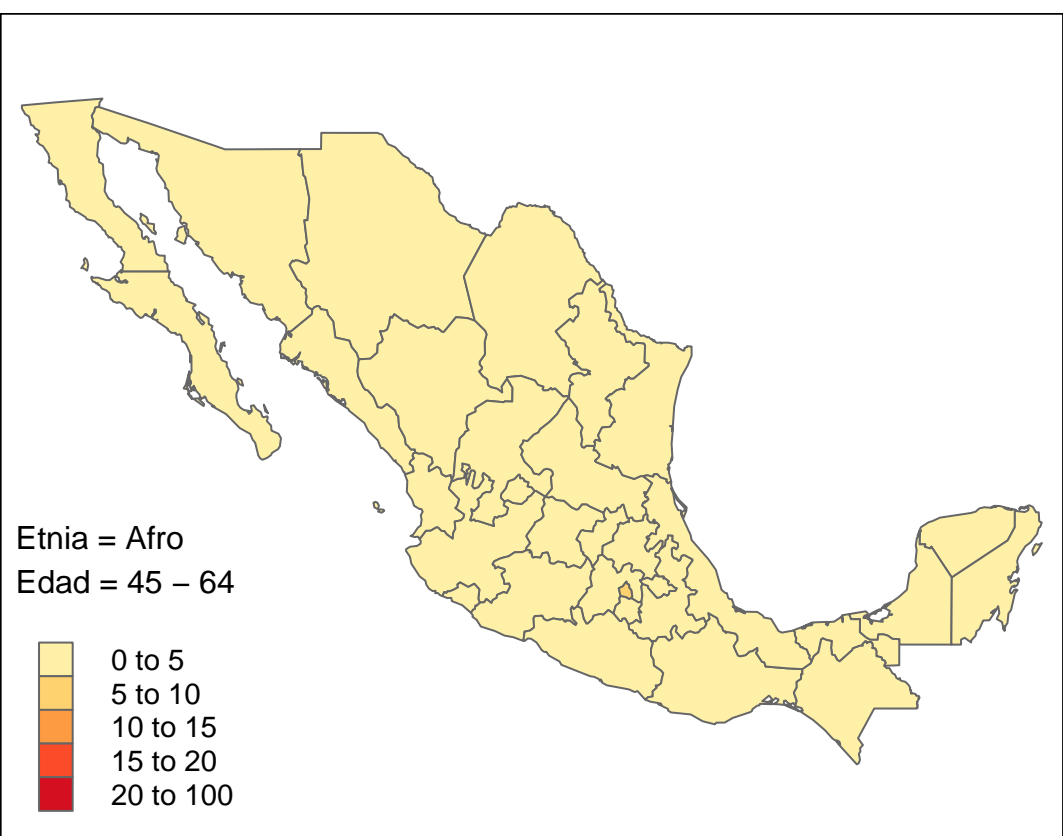 Etnia = Afro
Edad = 45 − 64
0 to 5
5 to 10
10 to 15
15 to 20
20 to 100